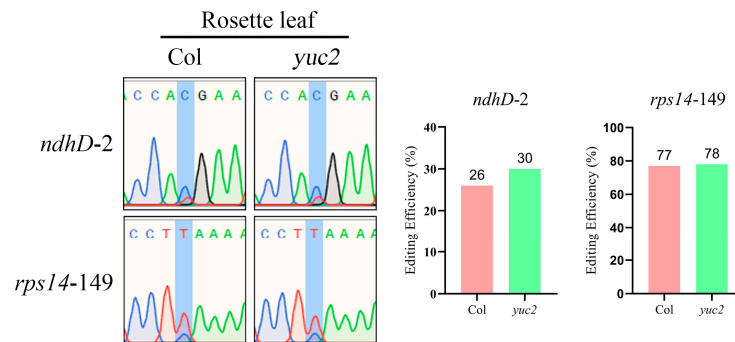 Rosette leaf
Col
yuc2
ndhD-2
A C C A C G A A
C C A C G A A
rps14-149
C C T T A A A A
C C T T A A A A
ndhD-2
Editing Efficiency (%)
40
30
20
10
0
26
30
Col
yuc2
rps14-149
Editing Efficiency (%)
100
80
60
40
20
0
77
78
Col
yuc2